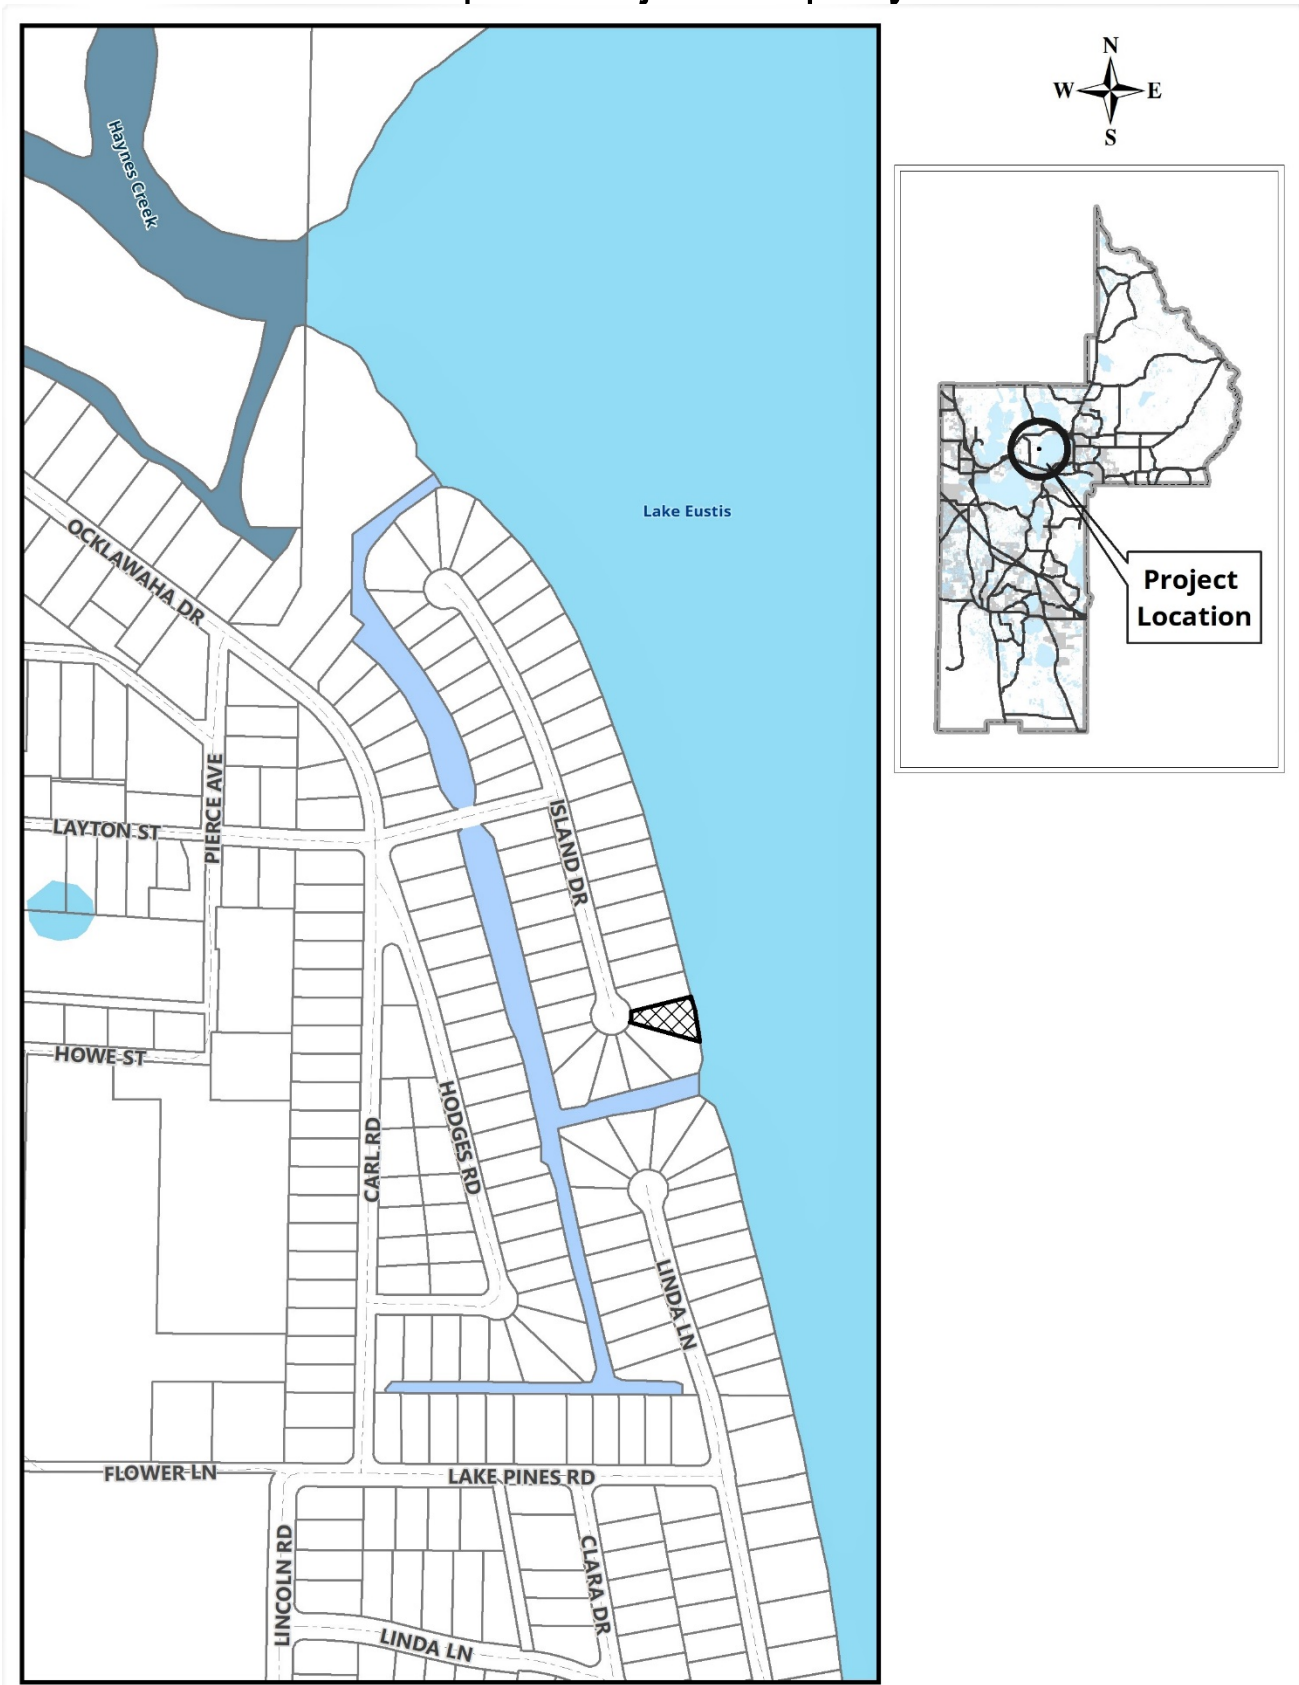 N
W E
S
Haynes Creek
Lake Eustis
OCKLAWAHA DR
Project
Location
PIERCE AVE
LAYTON ST
ISLAND DR
HOWE ST
HODGES RD
CARL RD
LINDA LN
FLOWER LN
LAKE PINES RD
LINCOLN RD
CLARA DR
LINDA LN